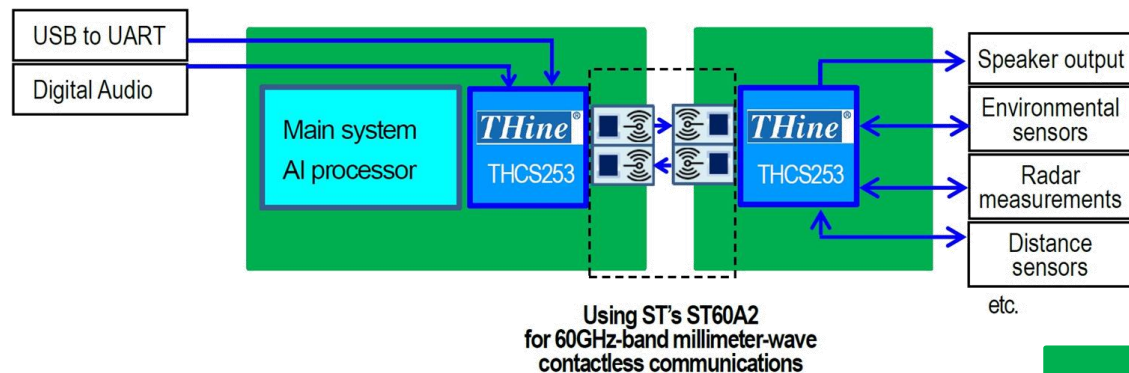 USB to UART
Digital Audio
Main system
AI processor
THine®
THCS253
THine®
THCS253
Speaker output
Environmental
sensors
Radar
measurements
Distance
sensors
etc.
Using ST's ST60A2
for 60GHz-band millimeter-wave
contactless communications